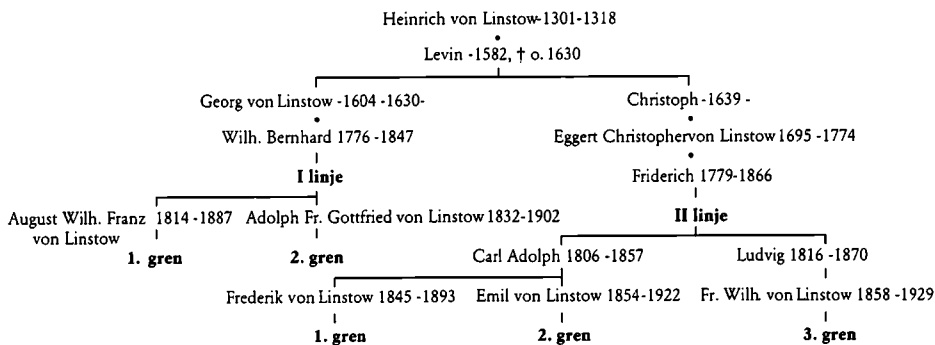 Heinrich von Linstow-1301-1318
Levin -1582, † o. 1630
Georg von Linstow -1604 -1630- Christoph -1639 -
Wilh. Bernhard 1776 -1847 Eggert Christophervon Linstow 1695 -1774
I linje Friderich 1779-1866
August Wilh. Franz 1814 -1887 Adolph Fr. Gottfried von Linstow 1832-1902 II linje
von Linstow
1. gren 2. gren Carl Adolph 1806 -1857 Ludvig 1816 -1870
Frederik von Linstow 1845 -1893 Emil von Linstow 1854-1922 Fr. Wilh. von Linstow 1858 -1929
1. gren 2. gren 3. gren